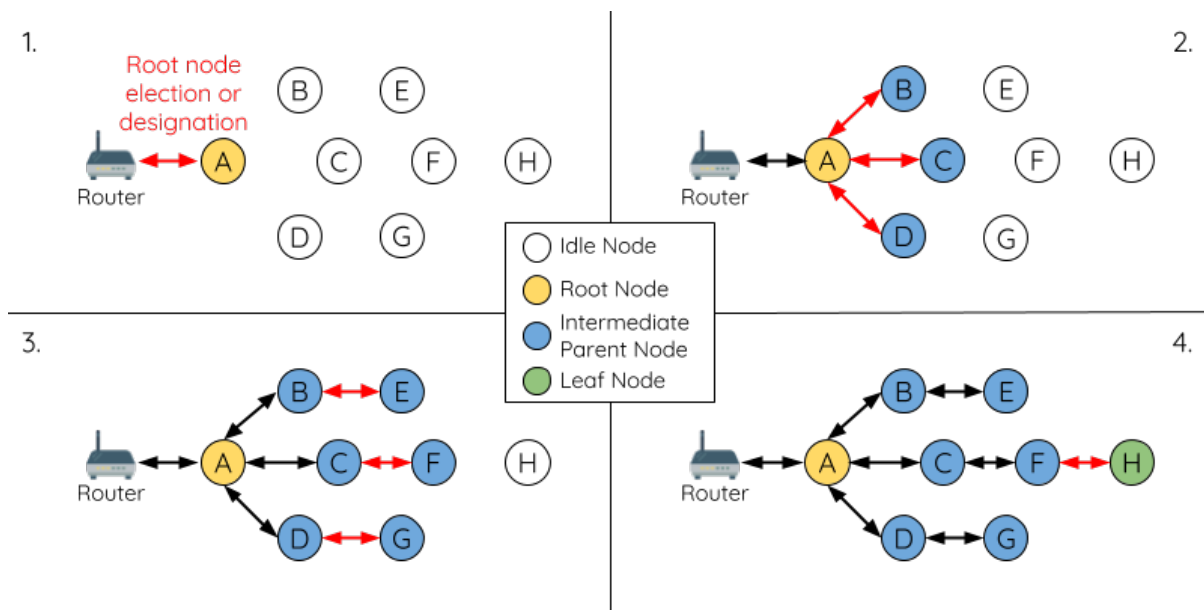 1.
Root node
election or
designation
B
E
A
C
F
H
Router
D
G
2.
B
E
A
C
F
H
Router
D
G
Idle Node
Root Node
Intermediate
Parent Node
Leaf Node
3.
B
E
A
C
F
H
Router
D
G
4.
B
E
A
C
F
H
Router
D
G